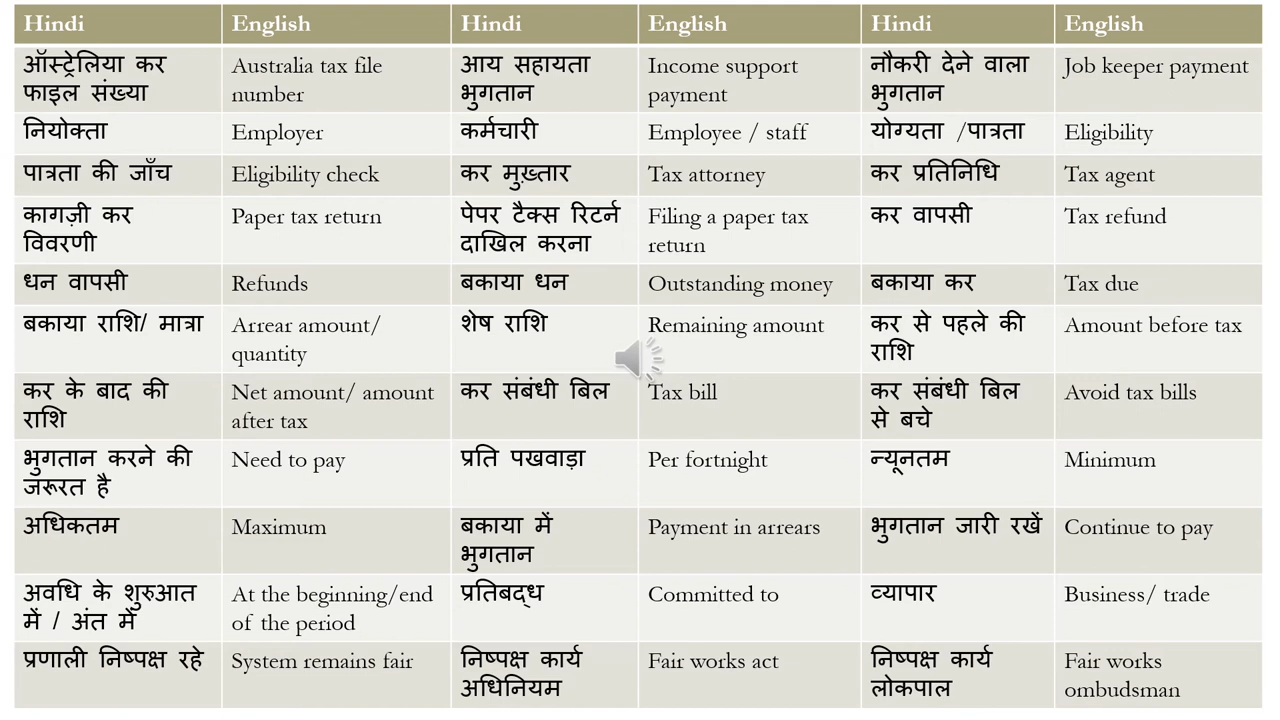 Hindi English Hindi English Hindi English
ऑस्ट्रेलिया कर फाइल संख्या Australia tax file number आय सहायता भुगतान Income support payment नौकरी देने वाला भुगतान Job keeper payment
नियोक्ता Employer कर्मचारी Employee / staff योग्यता /पात्रता Eligibility
पात्रता की जाँच Eligibility check कर मुख़्तार Tax attorney कर प्रतिनिधि Tax agent
कागज़ी कर विवरणी Paper tax return पेपर टैक्स रिटर्न दाखिल करना Filing a paper tax return कर वापसी Tax refund
धन वापसी Refunds बकाया धन Outstanding money बकाया कर Tax due
बकाया राशि/ मात्रा Arrear amount/ quantity शेष राशि Remaining amount कर से पहले की राशि Amount before tax
कर के बाद की राशि Net amount/ amount after tax कर संबंधी बिल Tax bill कर संबंधी बिल से बचे Avoid tax bills
भुगतान करने की जरूरत है Need to pay प्रति पखवाड़ा Per fortnight न्यूनतम Minimum
अधिकतम Maximum बकाया में भुगतान Payment in arrears भुगतान जारी रखें Continue to pay
अवधि के शुरुआत में / अंत में At the beginning/end of the period प्रतिबद्ध Committed to व्यापार Business/ trade
प्रणाली निष्पक्ष रहे System remains fair निष्पक्ष कार्य अधिनियम Fair works act निष्पक्ष कार्य लोकपाल Fair works ombudsman